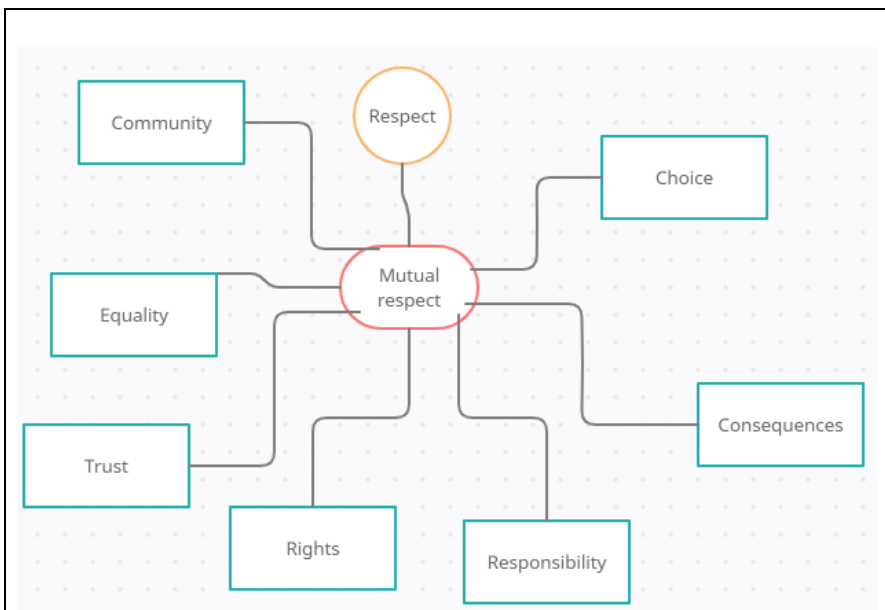 Community
Respect
Choice
Mutual
respect
Equality
Consequences
Trust
Rights
Responsibility